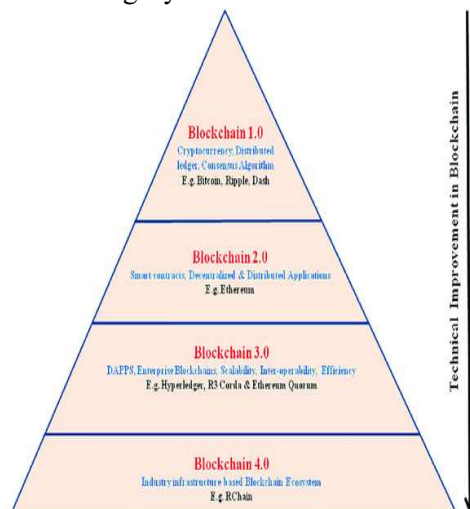 Blockchain 1.0
Cryptocurrency, Distributed
ledger, Consensus Algorithm
E.g. Bitcoin, Ripple, Dash
Blockchain 2.0
Smart contracts, Decentralized & Distributed Applications
E.g. Ethereum
Blockchain 3.0
DAPPS, Enterprise Blockchains, Scalability, Inter-operability, Efficiency
E.g. Hyperledger, R3 Corda & Ethereum Quorum
Blockchain 4.0
Industry infrastructure based Blockchain Ecosystem
E.g. RChain
Technical Improvement in Blockchain